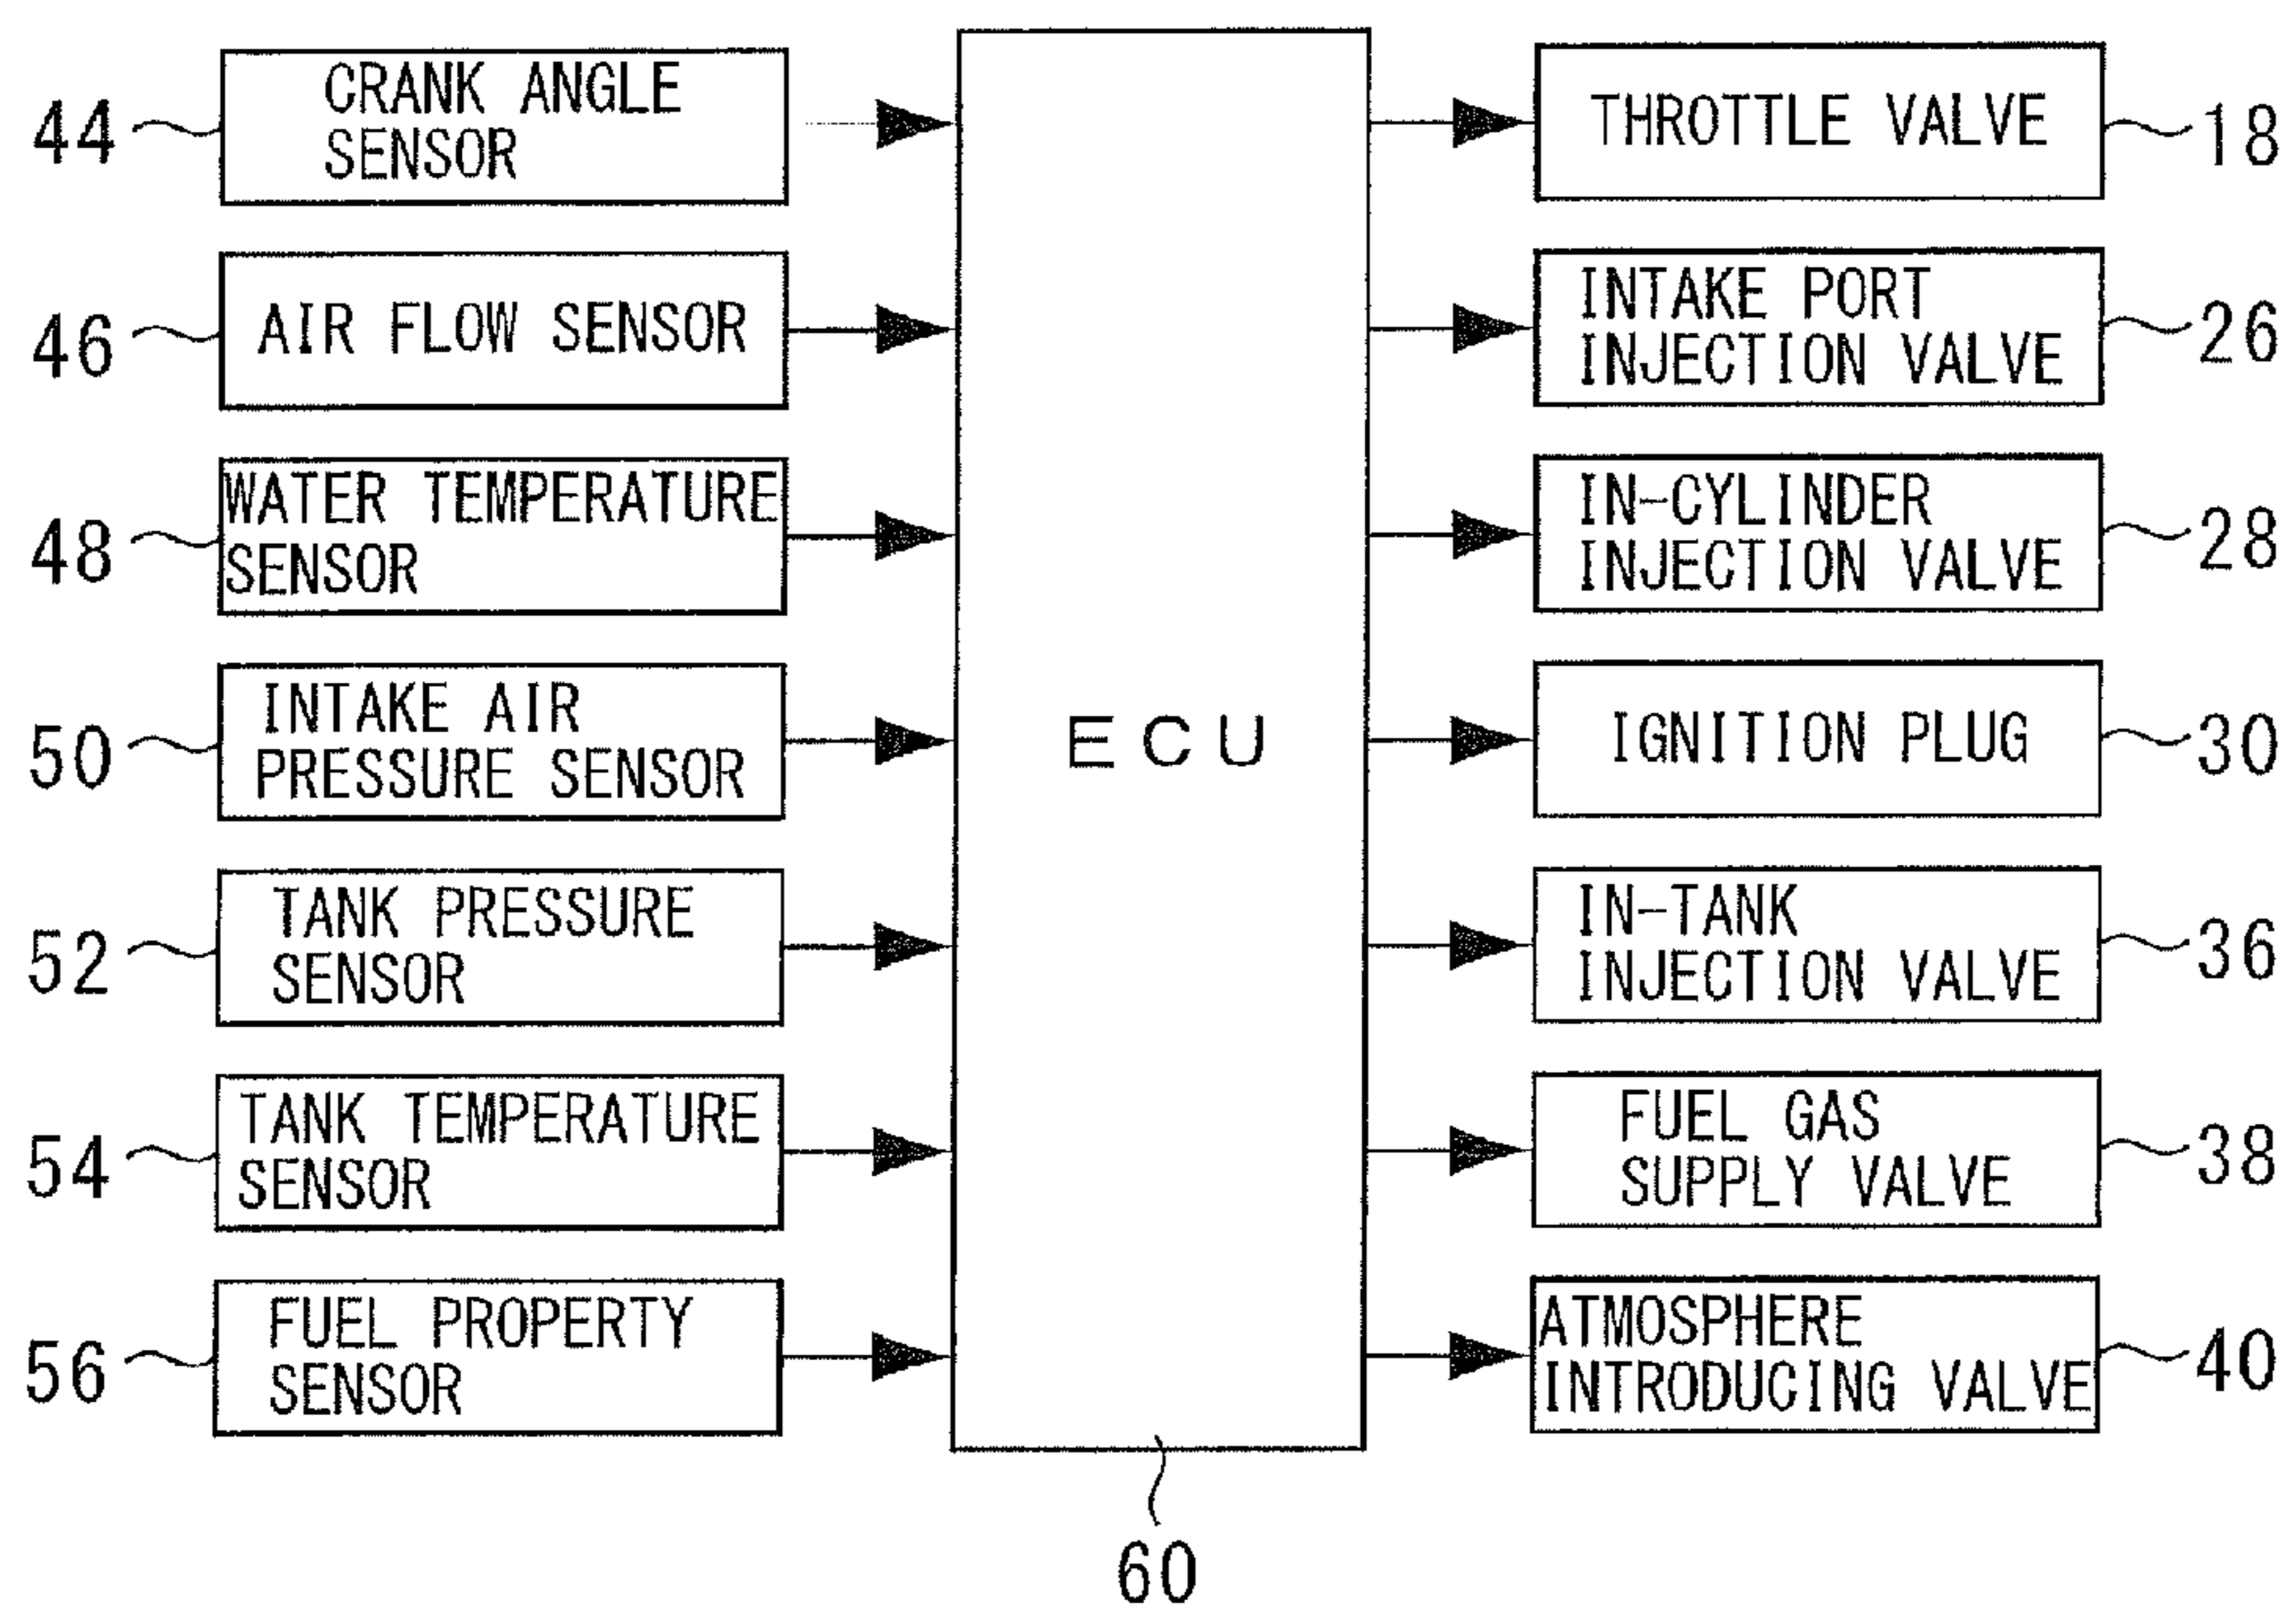 44
CRANK ANGLE
SENSOR
46
AIR FLOW SENSOR
48
WATER TEMPERATURE
SENSOR
50
INTAKE AIR
PRESSURE SENSOR
52
TANK PRESSURE
SENSOR
54
TANK TEMPERATURE
SENSOR
56
FUEL PROPERTY
SENSOR
ECU
60
THROTTLE VALVE
18
INTAKE PORT
INJECTION VALVE
26
IN-CYLINDER
INJECTION VALVE
28
IGNITION PLUG
30
IN-TANK
INJECTION VALVE
36
FUEL GAS
SUPPLY VALVE
38
ATMOSPHERE
INTRODUCING VALVE
40